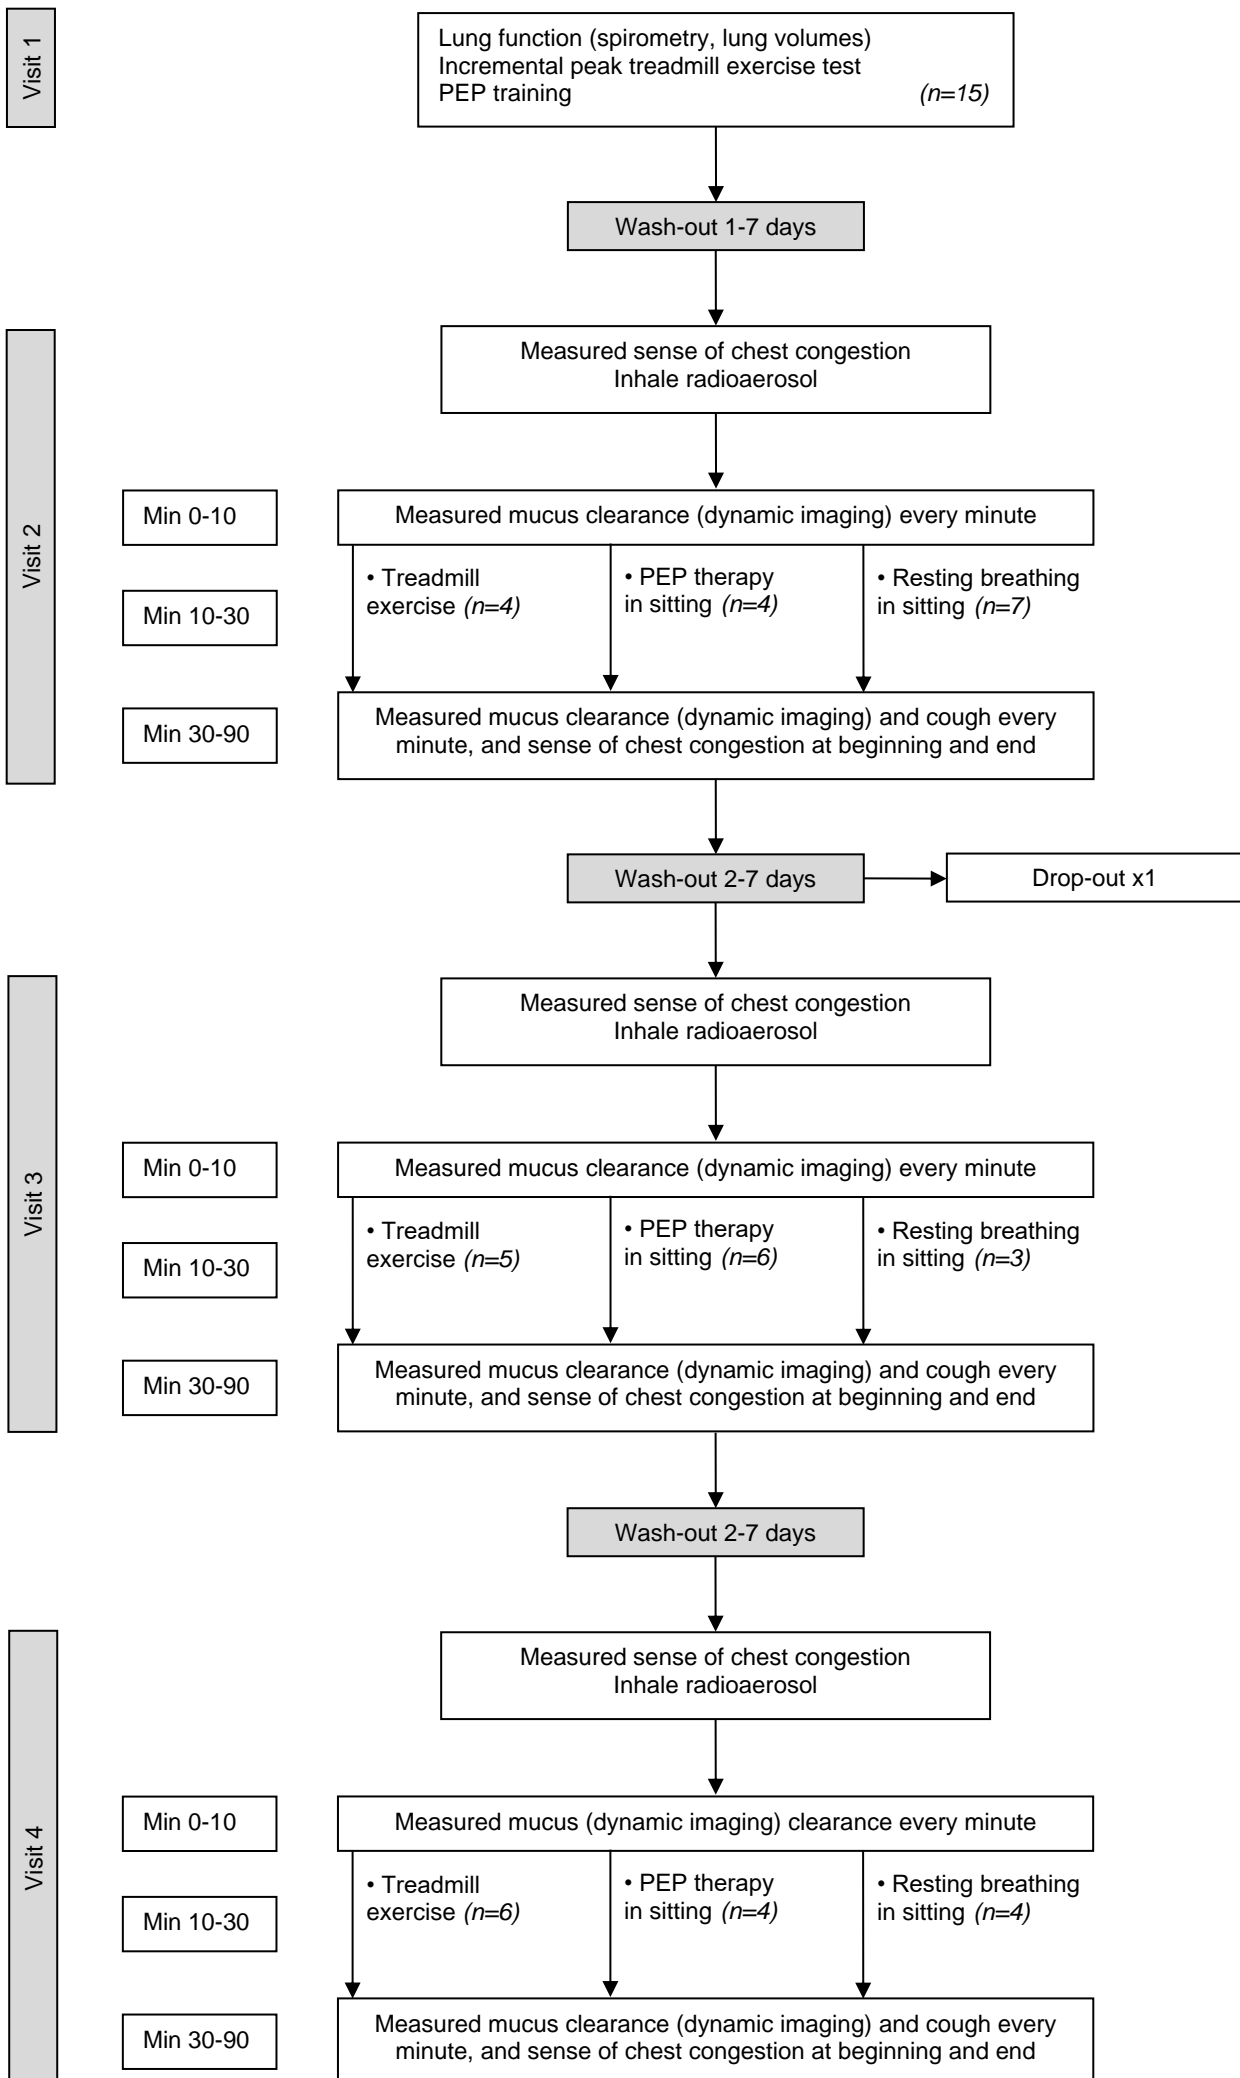 Visit 1
Lung function (spirometry, lung volumes)
Incremental peak treadmill exercise test
PEP training (n=15)
Wash-out 1-7 days
Visit 2
Measured sense of chest congestion
Inhale radioaerosol
Min 0-10
Measured mucus clearance (dynamic imaging) every minute
Min 10-30
• Treadmill
exercise (n=4)
• PEP therapy
in sitting (n=4)
• Resting breathing
in sitting (n=7)
Min 30-90
Measured mucus clearance (dynamic imaging) and cough every
minute, and sense of chest congestion at beginning and end
Wash-out 2-7 days
Drop-out x1
Visit 3
Measured sense of chest congestion
Inhale radioaerosol
Min 0-10
Measured mucus clearance (dynamic imaging) every minute
Min 10-30
• Treadmill
exercise (n=5)
• PEP therapy
in sitting (n=6)
• Resting breathing
in sitting (n=3)
Min 30-90
Measured mucus clearance (dynamic imaging) and cough every
minute, and sense of chest congestion at beginning and end
Wash-out 2-7 days
Visit 4
Measured sense of chest congestion
Inhale radioaerosol
Min 0-10
Measured mucus (dynamic imaging) clearance every minute
Min 10-30
• Treadmill
exercise (n=6)
• PEP therapy
in sitting (n=4)
• Resting breathing
in sitting (n=4)
Min 30-90
Measured mucus clearance (dynamic imaging) and cough every
minute, and sense of chest congestion at beginning and end